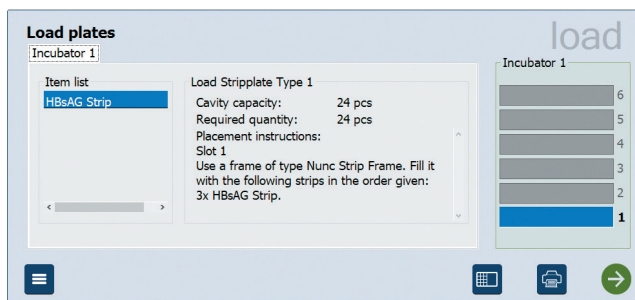 Load plates
load
Incubator 1
Incubator 1
Item list
HBsAG Strip
Load Stripplate Type 1
Cavity capacity: 24 pcs
Required quantity: 24 pcs
Placement instructions:
Slot 1
Use a frame of type Nunc Strip Frame. Fill it
with the following strips in the order given:
3x HBsAG Strip.
6
5
4
3
2
1